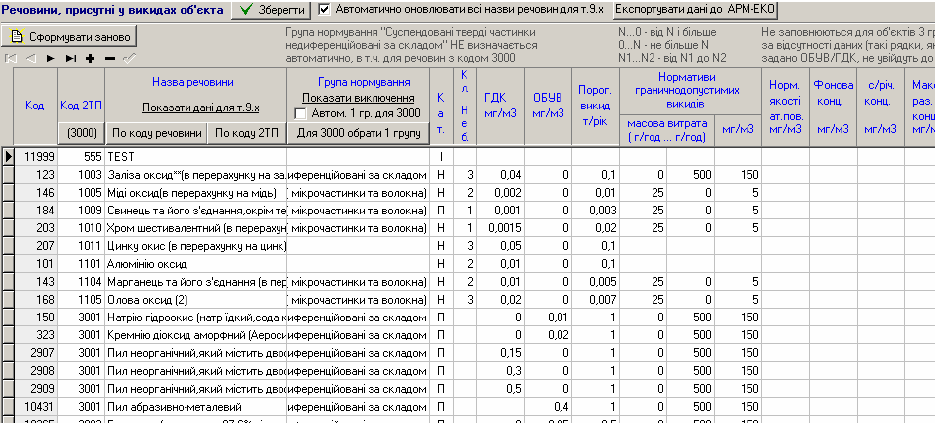 Речовини, присутні у викидах об'єкта Зберегти Автоматично оновлювати всі назви речовин для т.9.х Експортувати дані до АРМ-ЕКО
Сформувати заново
Група нормування "Суспендовані тверді частинки недиференційовані за складом" НЕ визначається автоматично, в т.ч. для речовин з кодом 3000
N...0 - від N і більше
0...N - не більше N
N1...N2 - від N1 до N2
Не заповнюються для об'єктів 3 гр
за відсутності даних (такі рядки, як
задано ОБУВ/ГДК, не увійдуть до
Код
Код 2ТП
(3000)
Назва речовини
Показати дані для т.9.х
По коду речовини По коду 2ТП
Група нормування
Показати виключення
Автом. 1 гр. для 3000
Для 3000 обрати 1 групу
К а т.
К л. Н е б.
ГДК мг/м3
ОБУВ мг/м3
Порог. викид т/рік
Нормативи граничнодопустимих викидів
масова витрата ( г/год ... г/год)
мг/м3
Норм. якості ат.пов. мг/м3
Фонова конц. мг/м3
с/річ. конц. мг/м3
Макс раз. конц мг/м
11999 555 TEST І
123 1003 Заліза оксид**(в перерахунку на за иференційовані за складом Н 3 0,04 0 0,1 0 500 150
146 1005 Міді оксид(в перерахунку на мідь) ( мікрочастинки та волокна) Н 2 0,002 0 0,01 25 0 5
184 1009 Свинець та його з'єднання,окрім те ( мікрочастинки та волокна) П 1 0,001 0 0,003 25 0 5
203 1010 Хром шестивалентний (в перерахун ( мікрочастинки та волокна) Н 1 0,0015 0 0,02 25 0 5
207 1011 Цинку окис (в перерахунку на цинк) Н 3 0,05 0 0,1
101 1101 Алюмінію оксид Н 2 0,01 0 0,1
143 1104 Марганець та його з'єднання (в пер ( мікрочастинки та волокна) Н 2 0,01 0 0,005 25 0 5
168 1105 Олова оксид (2) ( мікрочастинки та волокна) Н 3 0,02 0 0,007 25 0 5
150 3001 Натрію гідроокис (натр їдкий,сода к иференційовані за складом П 0 0,01 1 0 500 150
323 3001 Кремнію діоксид аморфний (Аероси иференційовані за складом П 0 0,02 1 0 500 150
2907 3001 Пил неорганічний,який містить дво иференційовані за складом П 0,15 0 1 0 500 150
2908 3001 Пил неорганічний,який містить дво иференційовані за складом П 0,3 0 1 0 500 150
2909 3001 Пил неорганічний,який містить дво иференційовані за складом П 0,5 0 1 0 500 150
10431 3001 Пил абразивно-металевий иференційовані за складом П 0,4 1 0 500 150